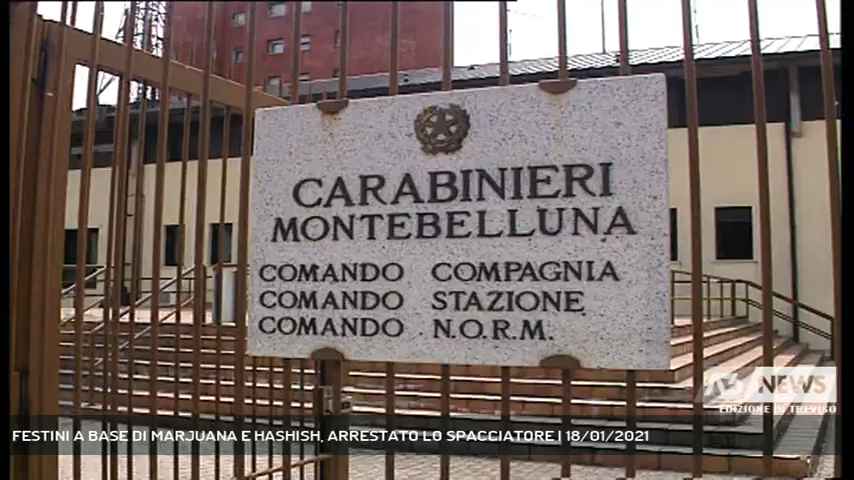 CARABINIERI
MONTEBELLUNA
COMANDO COMPAGNIA
COMANDO STAZIONE
COMANDO N.O.R.M.
NEWS
EDIZIONE DI TREVISO
FESTINI A BASE DI MARJUANA E HASHISH, ARRESTATO LO SPACCIATORE | 18/01/2021